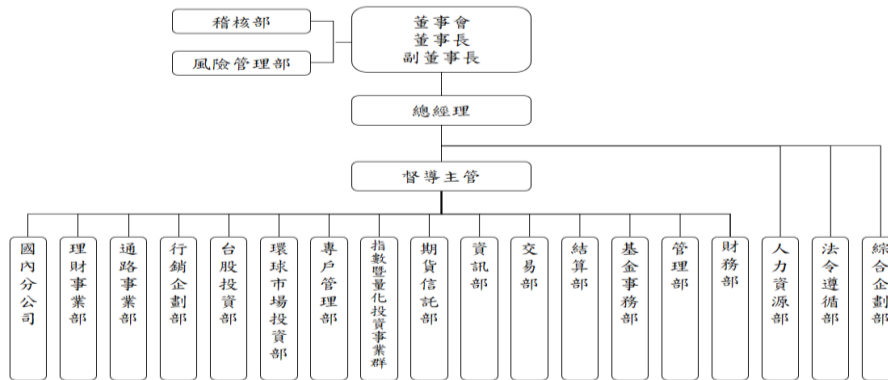 稽核部
風險管理部
董事會
董事長
副董事長
總經理
督導主管
國內分公司
理財事業部
通路事業部
行銷企劃部
台股投資部
環球市場投資部
專戶管理部
指數暨量化投資事業群
期貨信託部
資訊部
交易部
結算部
基金事務部
管理部
財務部
人力資源部
法令遵循部
綜合企劃部